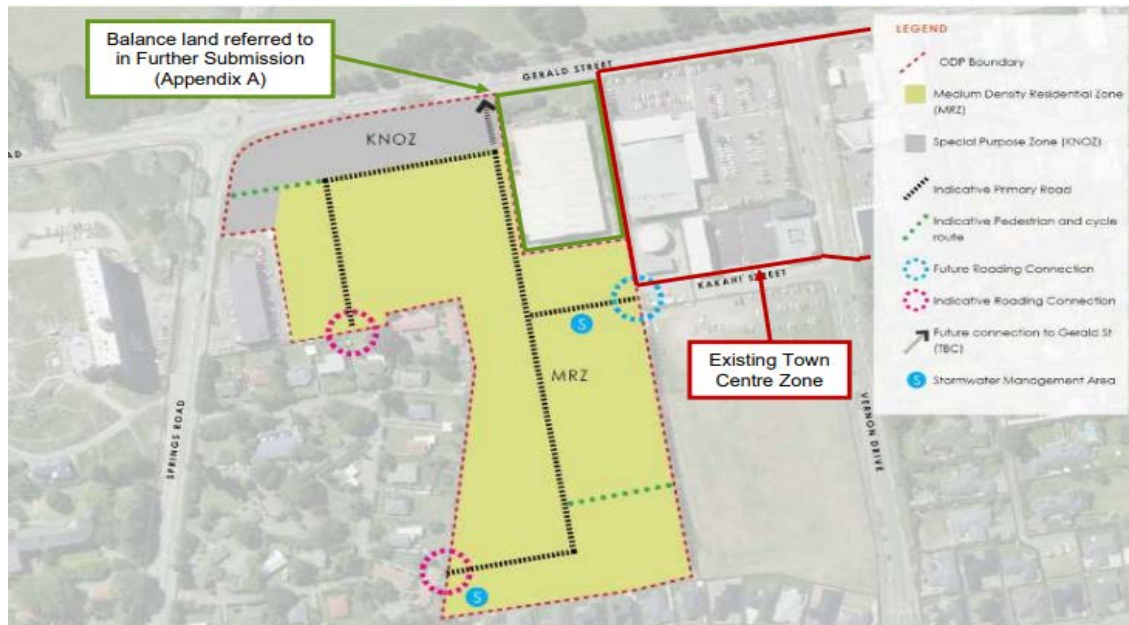 Balance land referred to
in Further Submission
(Appendix A)
GERALD STREET
KNOZ
AD
SPRINGS ROAD
MRZ
S
S
KAKAHI STREET
Existing Town
Centre Zone
VERNON DRIVE
LEGEND
ODP Boundary
Medium Density Residential Zone
(MRZ)
Special Purpose Zone (KNOZ)
Indicative Primary Road
Indicative Pedestrian and cycle
route
Future Roading Connection
Indicative Roading Connection
Future connection to Gerald St
(TBC)
S
Stormwater Management Area